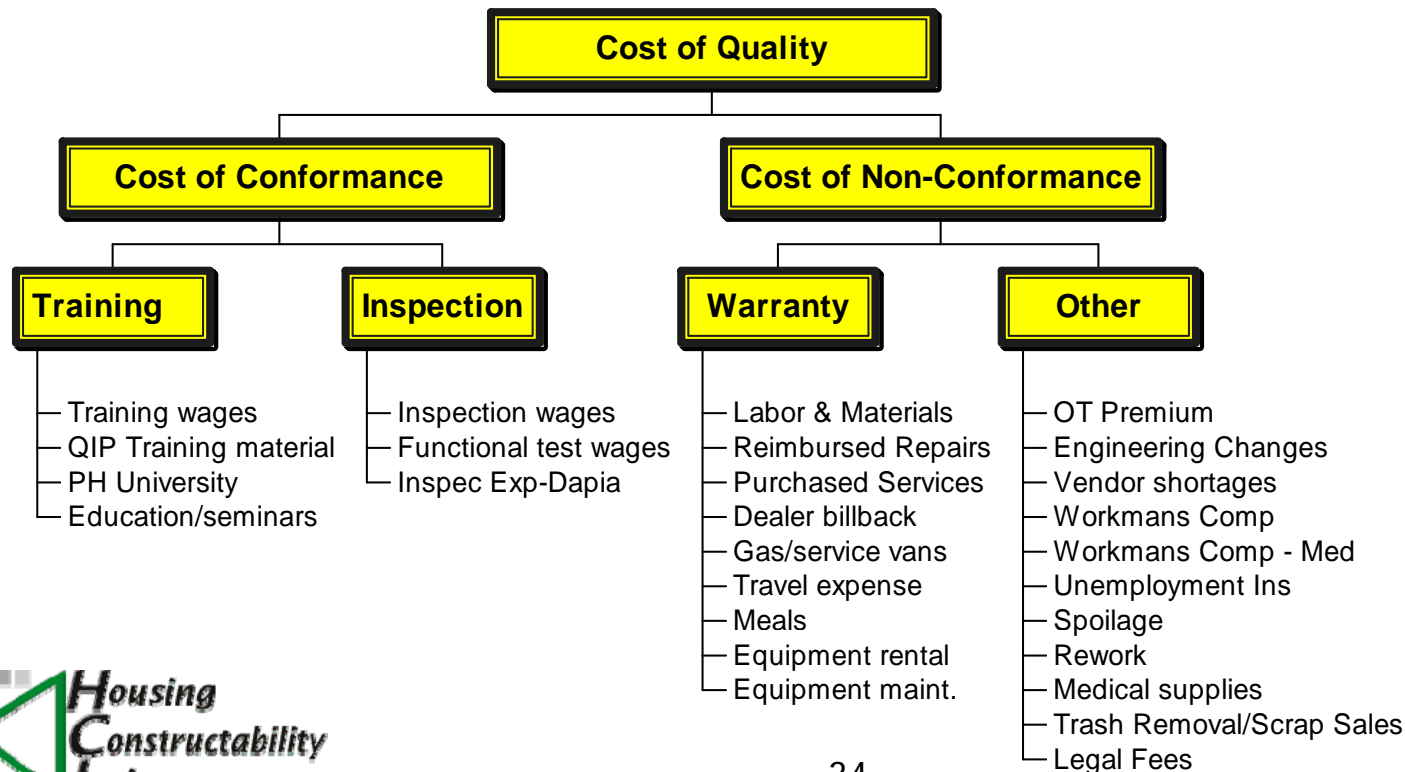 Cost of Quality
Cost of Conformance
Cost of Non-Conformance
Training
Inspection
Warranty
Other
Training wages
QIP Training material
PH University
Education/seminars
Inspection wages
Functional test wages
Inspec Exp-Dapia
Labor & Materials
Reimbursed Repairs
Purchased Services
Dealer billback
Gas/service vans
Travel expense
Meals
Equipment rental
Equipment maint.
OT Premium
Engineering Changes
Vendor shortages
Workmans Comp
Workmans Comp - Med
Unemployment Ins
Spoilage
Rework
Medical supplies
Trash Removal/Scrap Sales
Legal Fees
Housing
Constructability